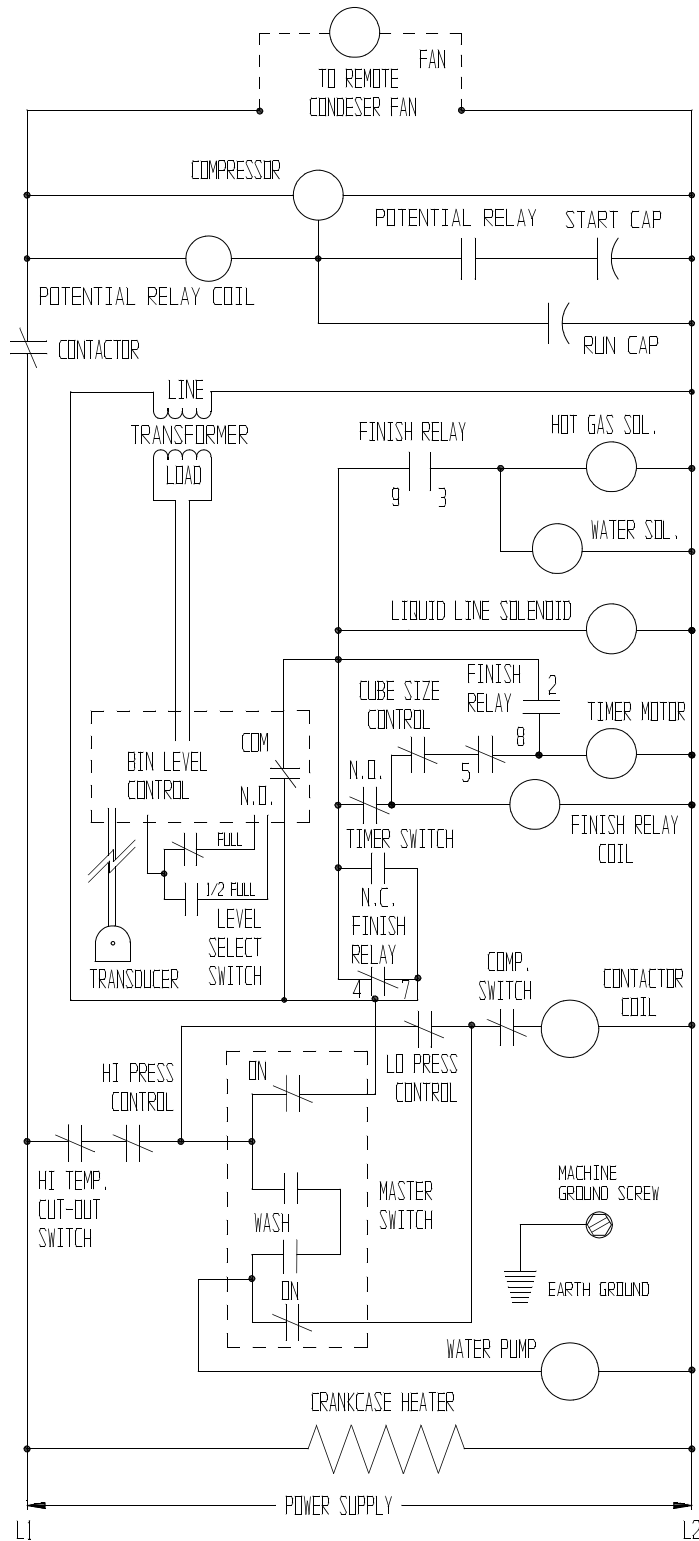 FAN
TO REMOTE
CONDESER FAN
COMPRESSOR
POTENTIAL RELAY
START CAP
POTENTIAL RELAY COIL
CONTACTOR
RUN CAP
LINE
TRANSFORMER
LOAD
FINISH RELAY
HOT GAS SOL.
9 3
WATER SOL.
LIQUID LINE SOLENOID
CUBE SIZE
CONTROL
FINISH
RELAY
2
8
TIMER MOTOR
COM
BIN LEVEL
CONTROL
N.O.
N.O.
5
TIMER SWITCH
FINISH RELAY
COIL
FULL
1/2 FULL
LEVEL
SELECT
SWITCH
N.C.
FINISH
RELAY
4 7
TRANSDUCER
COMP.
SWITCH
CONTACTOR
COIL
HI PRESS
CONTROL
ON
LO PRESS
CONTROL
HI TEMP.
CUT-OUT
SWITCH
WASH
MASTER
SWITCH
ON
MACHINE
GROUND SCREW
EARTH GROUND
WATER PUMP
CRANKCASE HEATER
POWER SUPPLY
L1
L2